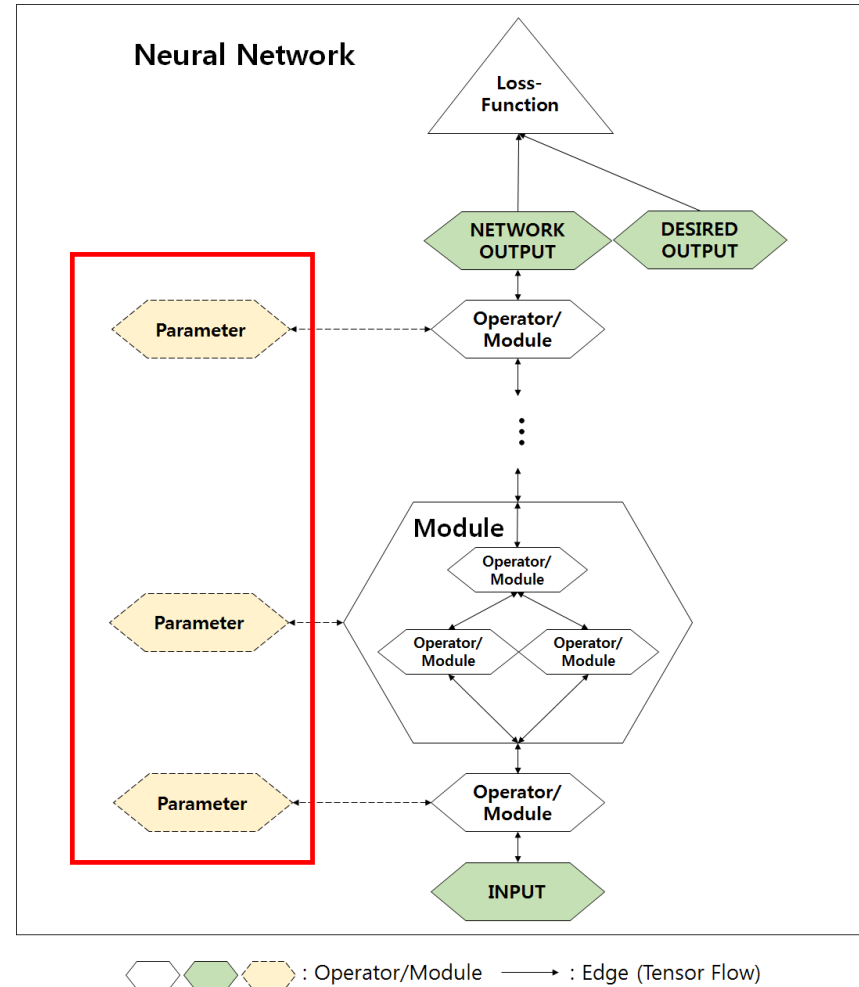 Neural Network
Loss-
Function
NETWORK
OUTPUT
DESIRED
OUTPUT
Parameter
Operator/
Module
Module
Operator/
Module
Parameter
Operator/
Module
Operator/
Module
Parameter
Operator/
Module
INPUT
: Operator/Module
: Edge (Tensor Flow)